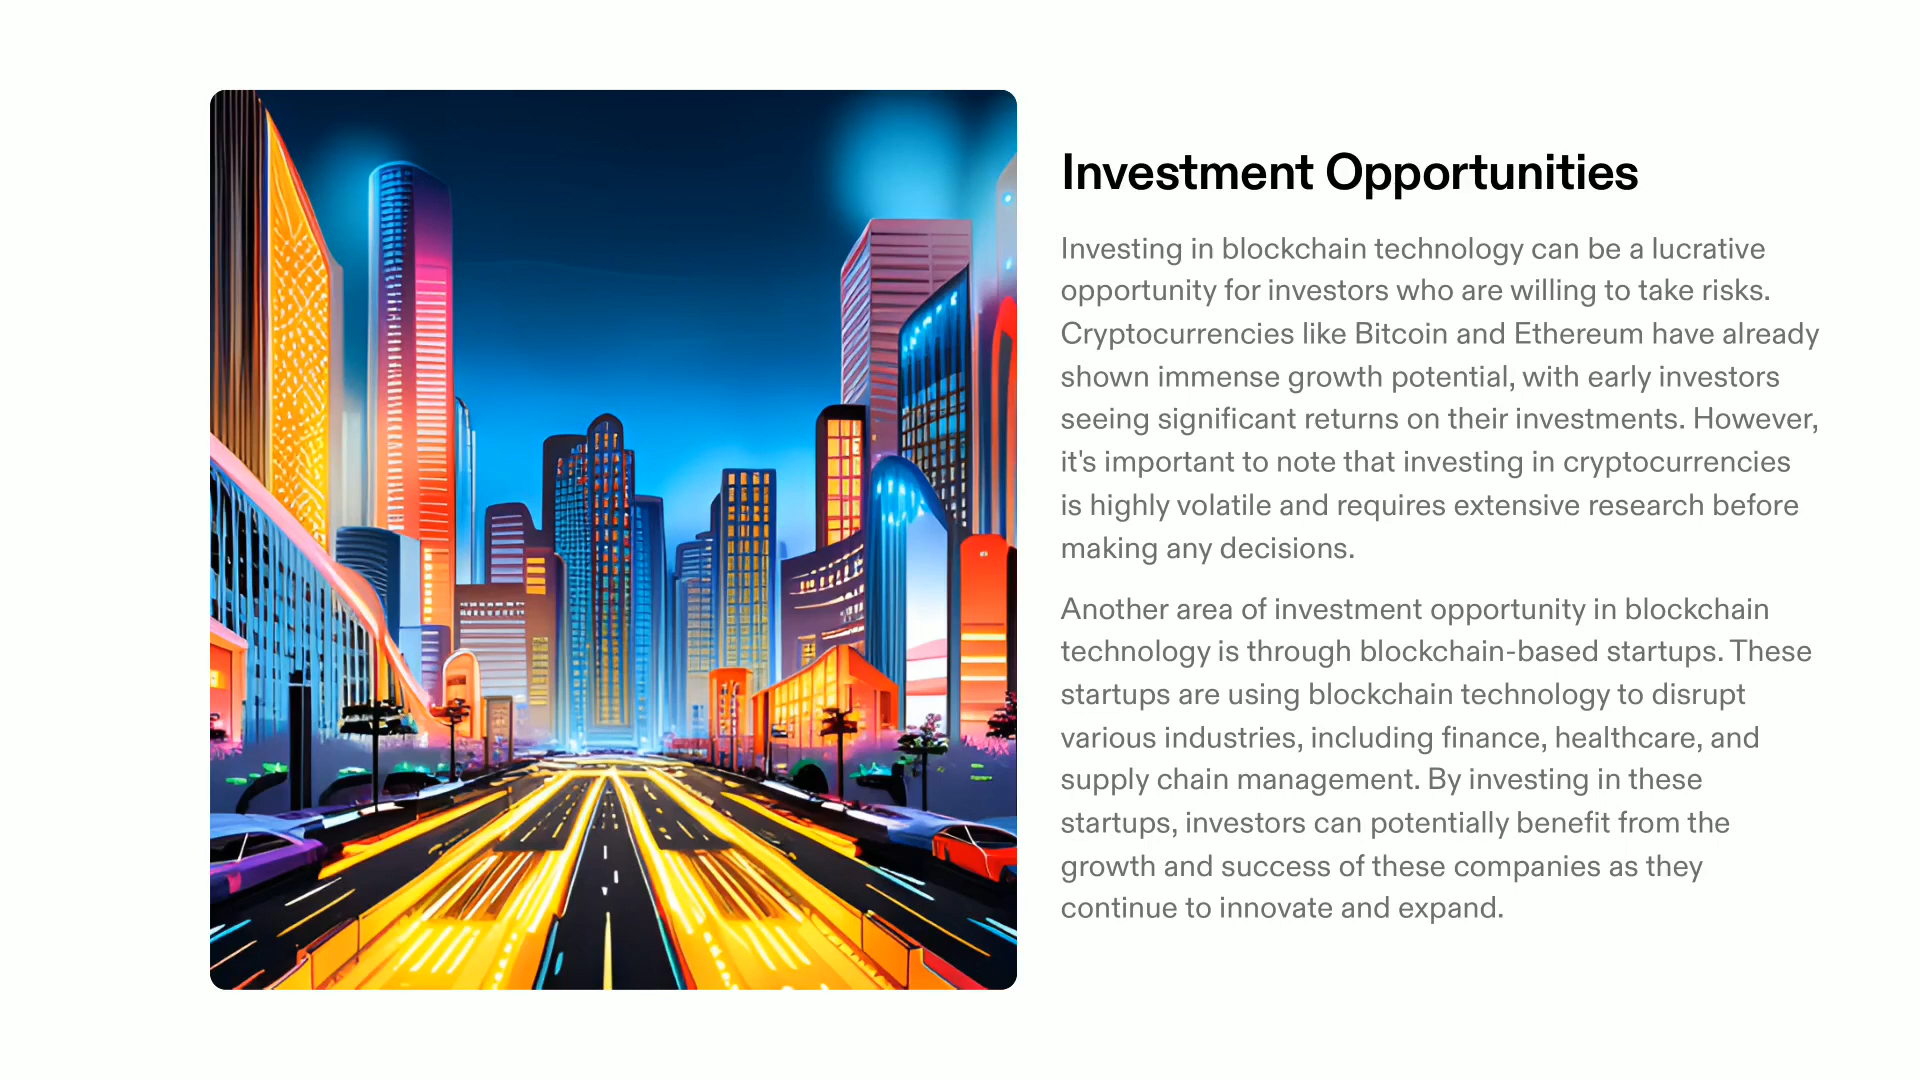 Investment Opportunities
Investing in blockchain technology can be a lucrative
opportunity for investors who are willing to take risks.
Cryptocurrencies like Bitcoin and Ethereum have already
shown immense growth potential, with early investors
seeing significant returns on their investments. However,
it's important to note that investing in cryptocurrencies
is highly volatile and requires extensive research before
making any decisions.
Another area of investment opportunity in blockchain
technology is through blockchain-based startups. These
startups are using blockchain technology to disrupt
various industries, including finance, healthcare, and
supply chain management. By investing in these
startups, investors can potentially benefit from the
growth and success of these companies as they
continue to innovate and expand.